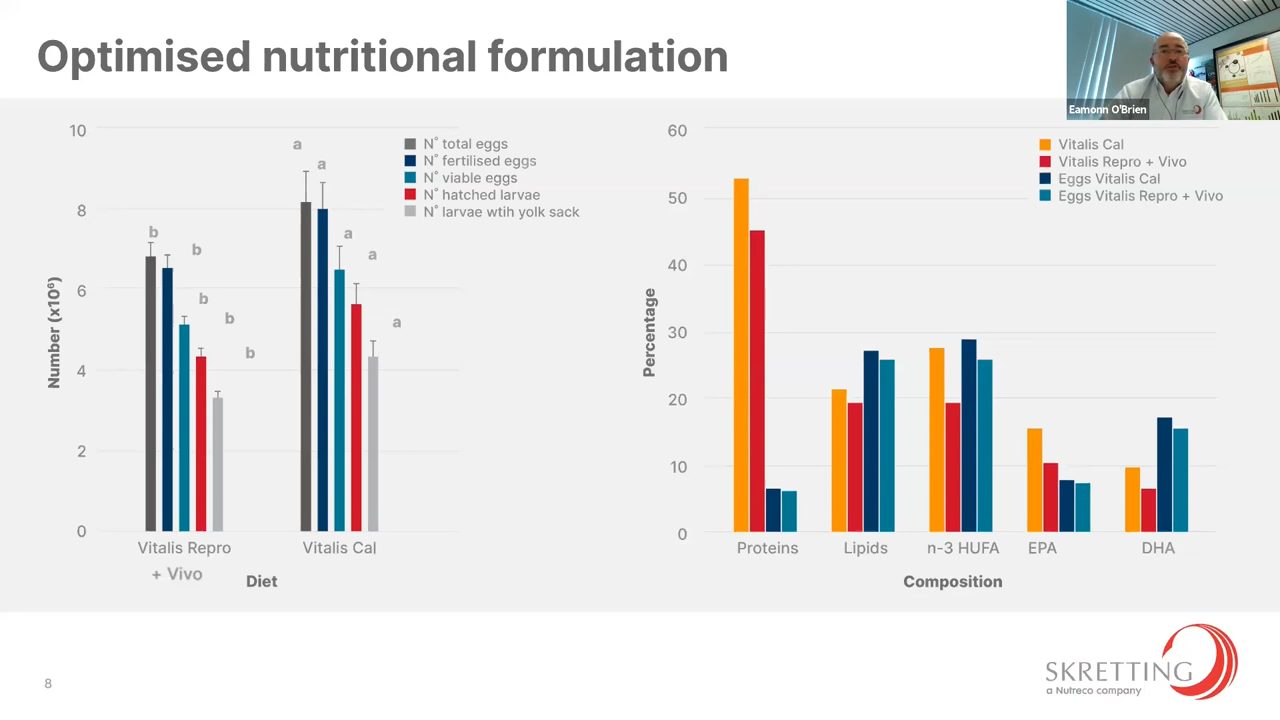 Optimised nutritional formulation
Eamonn O'Brien
10
8
6
4
2
0
Number (x10⁶)
b
b
b
b
b
a
a
a
a
a
N° total eggs
N° fertilised eggs
N° viable eggs
N° hatched larvae
N° larvae wtih yolk sack
Vitalis Repro
+ Vivo
Vitalis Cal
Diet
60
50
40
30
20
10
0
Percentage
Vitalis Cal
Vitalis Repro + Vivo
Eggs Vitalis Cal
Eggs Vitalis Repro + Vivo
Proteins
Lipids
n-3 HUFA
EPA
DHA
Composition
8
SKRETTING
a Nutreco company